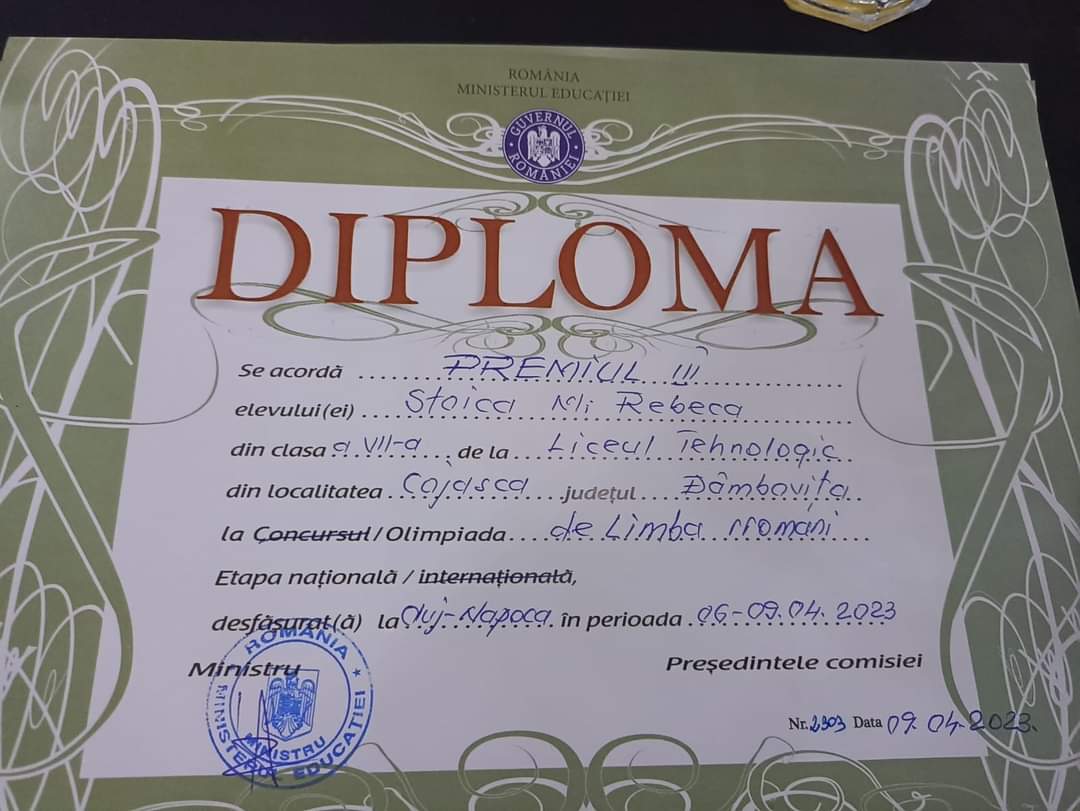 ROMÂNIA
MINISTERUL EDUCAȚIEI
GUVERNUL ROMÂNIEI
DIPLOMA
Se acordă ........ PREMIUL III ........
elevului(ei) .... Stoica Rebeca ....
din clasa a VII-a .... de la .... Liceul Tehnologic ..
din localitatea .. Cojasca .... județul .... Dâmbovița ..
la Concursul / Olimpiada .... de Limba rromani ....
Etapa națională / internațională,
desfășurat(ă) la Cluj-Napoca. în perioada . 06-09.04. 2023
Ministru
Președintele comisiei
ROMÂNIA
MINISTERUL EDUCAȚIEI
MINISTRU
Nr. 2303 Data 09.04.2023.